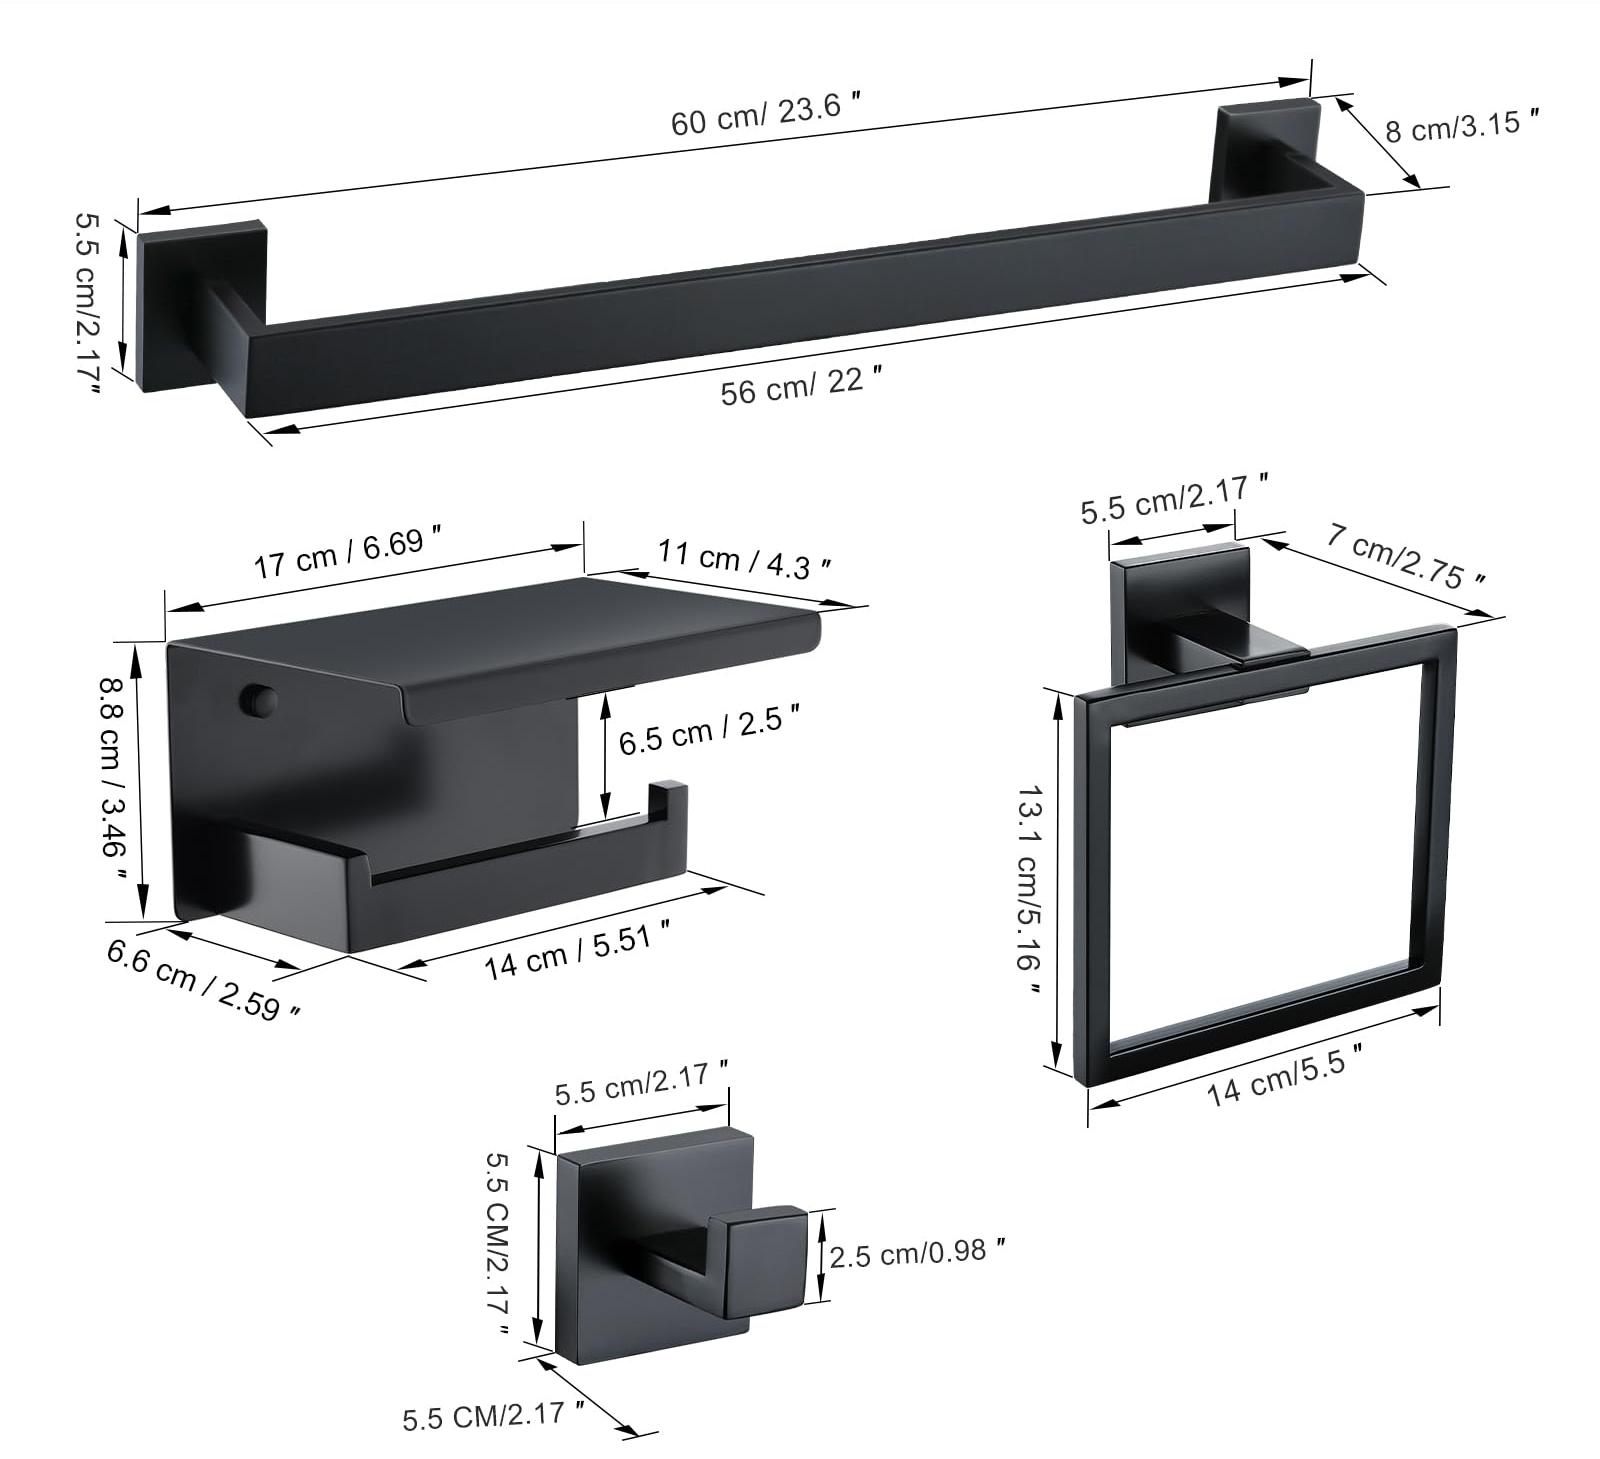 60 cm/ 23.6 "
8 cm/3.15 "
5.5 cm/2.17"
56 cm/ 22 "
17 cm / 6.69 "
11 cm / 4.3 "
8.8 cm / 3.46 "
6.5 cm / 2.5 "
6.6 cm / 2.59 "
14 cm / 5.51 "
5.5 cm/2.17 "
7 cm/2.75 "
13.1 cm/5.16 "
14 cm/5.5 "
5.5 cm/2.17 "
5.5 CM/2.17 "
2.5 cm/0.98 "
5.5 CM/2.17 "